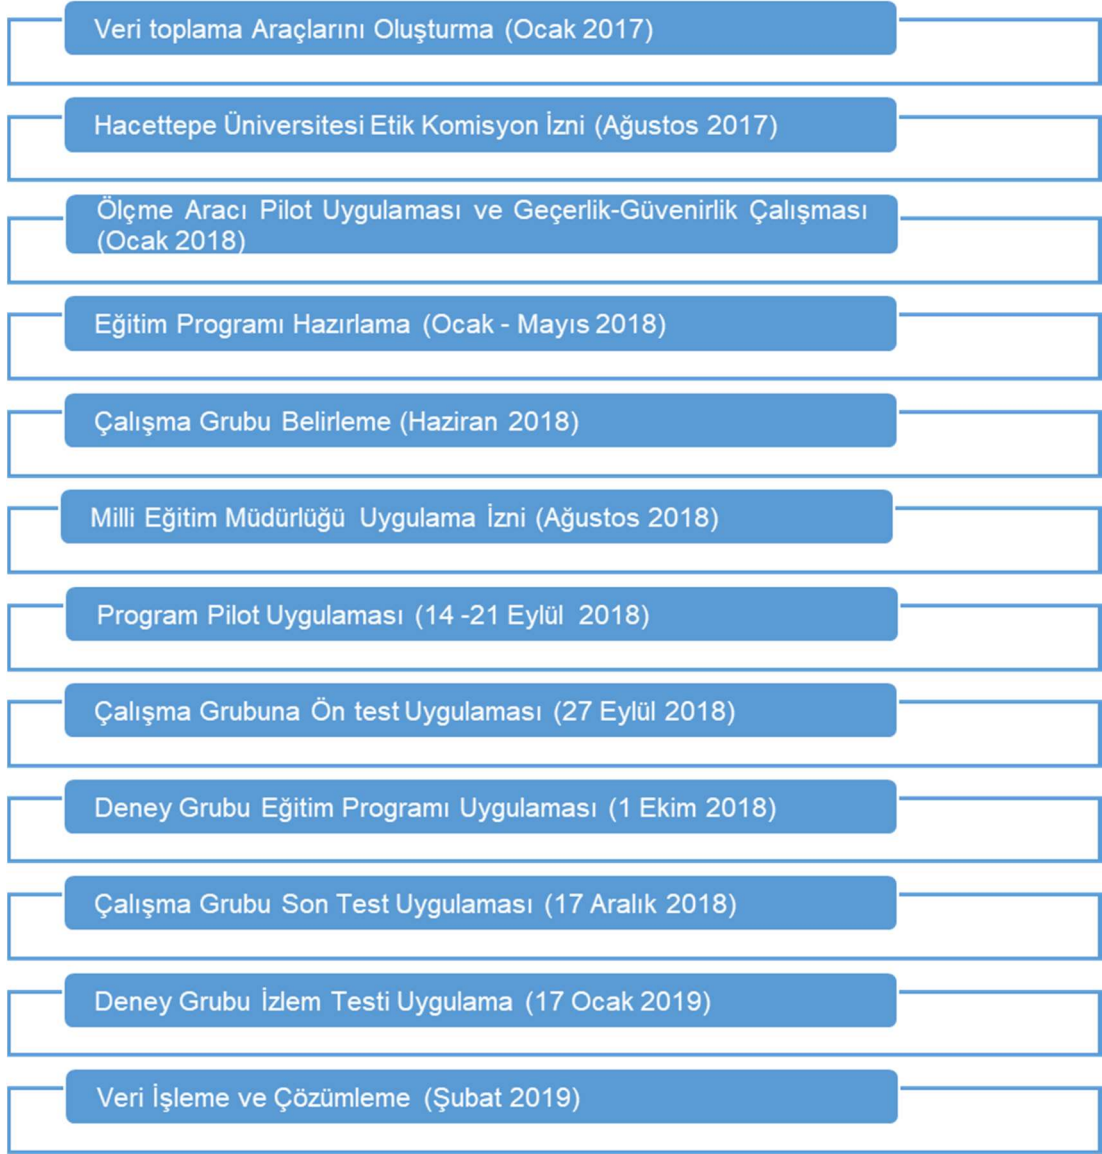 Veri toplama Araçlarını Oluşturma (Ocak 2017)
Hacettepe Üniversitesi Etik Komisyon İzni (Ağustos 2017)
Ölçme Aracı Pilot Uygulaması ve Geçerlik-Güvenirlik Çalışması
(Ocak 2018)
Eğitim Programı Hazırlama (Ocak - Mayıs 2018)
Çalışma Grubu Belirleme (Haziran 2018)
Milli Eğitim Müdürlüğü Uygulama İzni (Ağustos 2018)
Program Pilot Uygulaması (14 -21 Eylül 2018)
Çalışma Grubuna Ön test Uygulaması (27 Eylül 2018)
Deney Grubu Eğitim Programı Uygulaması (1 Ekim 2018)
Çalışma Grubu Son Test Uygulaması (17 Aralık 2018)
Deney Grubu İzlem Testi Uygulama (17 Ocak 2019)
Veri İşleme ve Çözümleme (Şubat 2019)